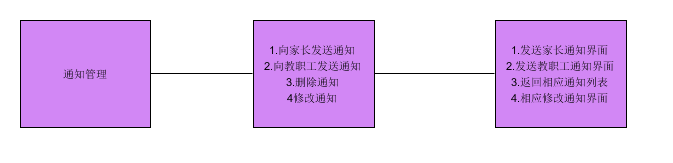 通知管理
1.向家长发送通知
2.向教职工发送通知
3.删除通知
4修改通知
1.发送家长通知界面
2.发送教职工通知界面
3.返回相应通知列表
4.相应修改通知界面